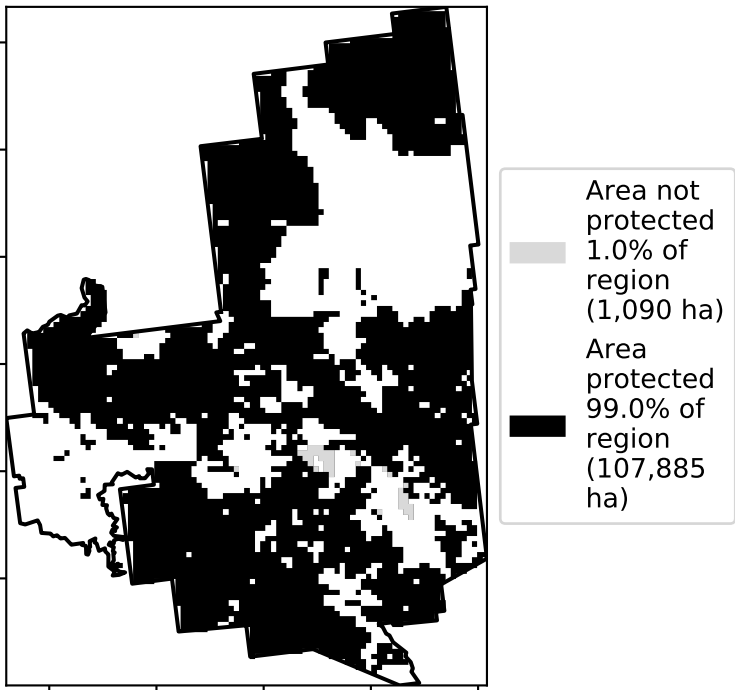 Area not
protected
1.0% of
region
(1,090 ha)
Area
protected
99.0% of
region
(107,885
ha)